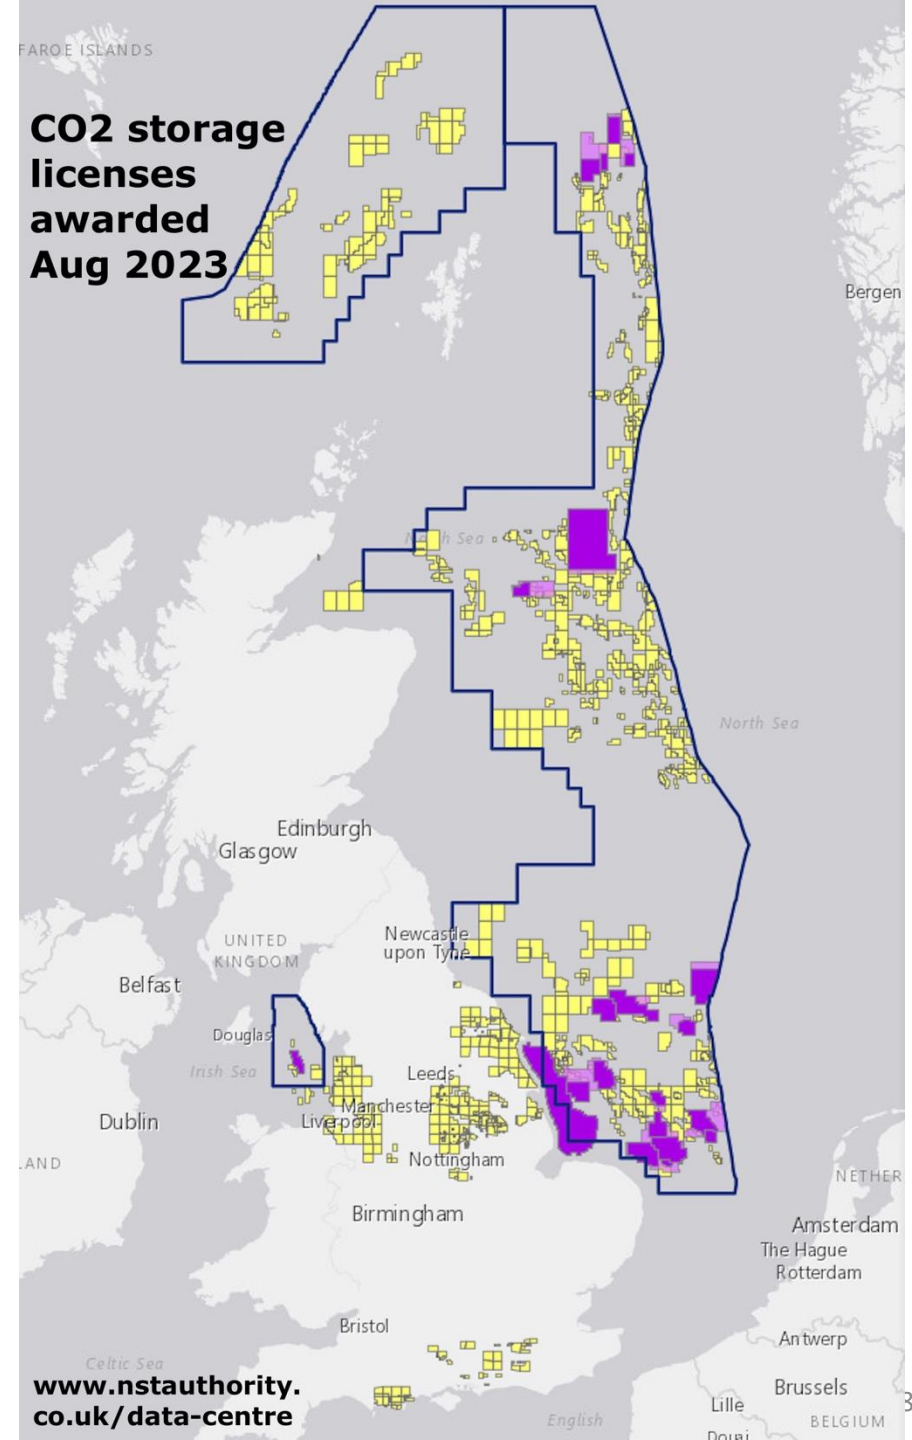 FAROE ISLANDS
CO2 storage
licenses
awarded
Aug 2023
Bergen
North Sea
North Sea
Edinburgh
Glasgow
Newcastle
upon Tyne
UNITED
KINGDOM
Belfast
Douglas
Irish Sea
Leeds
Manchester
Dublin
Liverpool
LAND
Nottingham
NETHER
Birmingham
Amsterdam
The Hague
Rotterdam
Bristol
Antwerp
Celtic Sea
www.nstauthority.
co.uk/data-centre
Brussels
Lille
B
English
BELGIUM
Douai